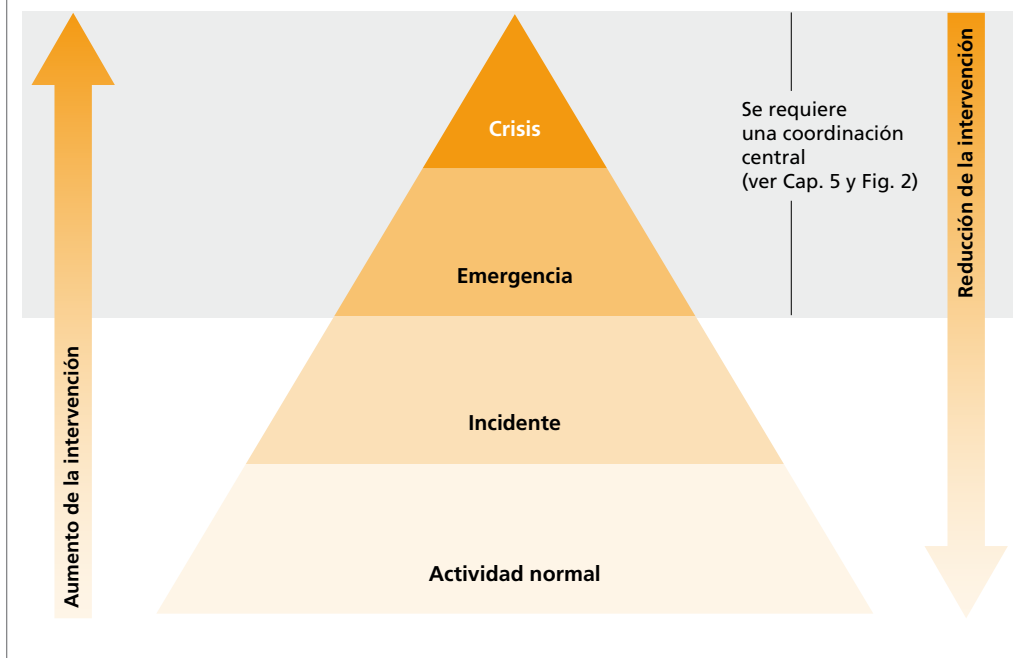 Aumento de la intervención
Crisis
Emergencia
Incidente
Actividad normal
Se requiere
una coordinación
central
(ver Cap. 5 y Fig. 2)
Reducción de la intervención